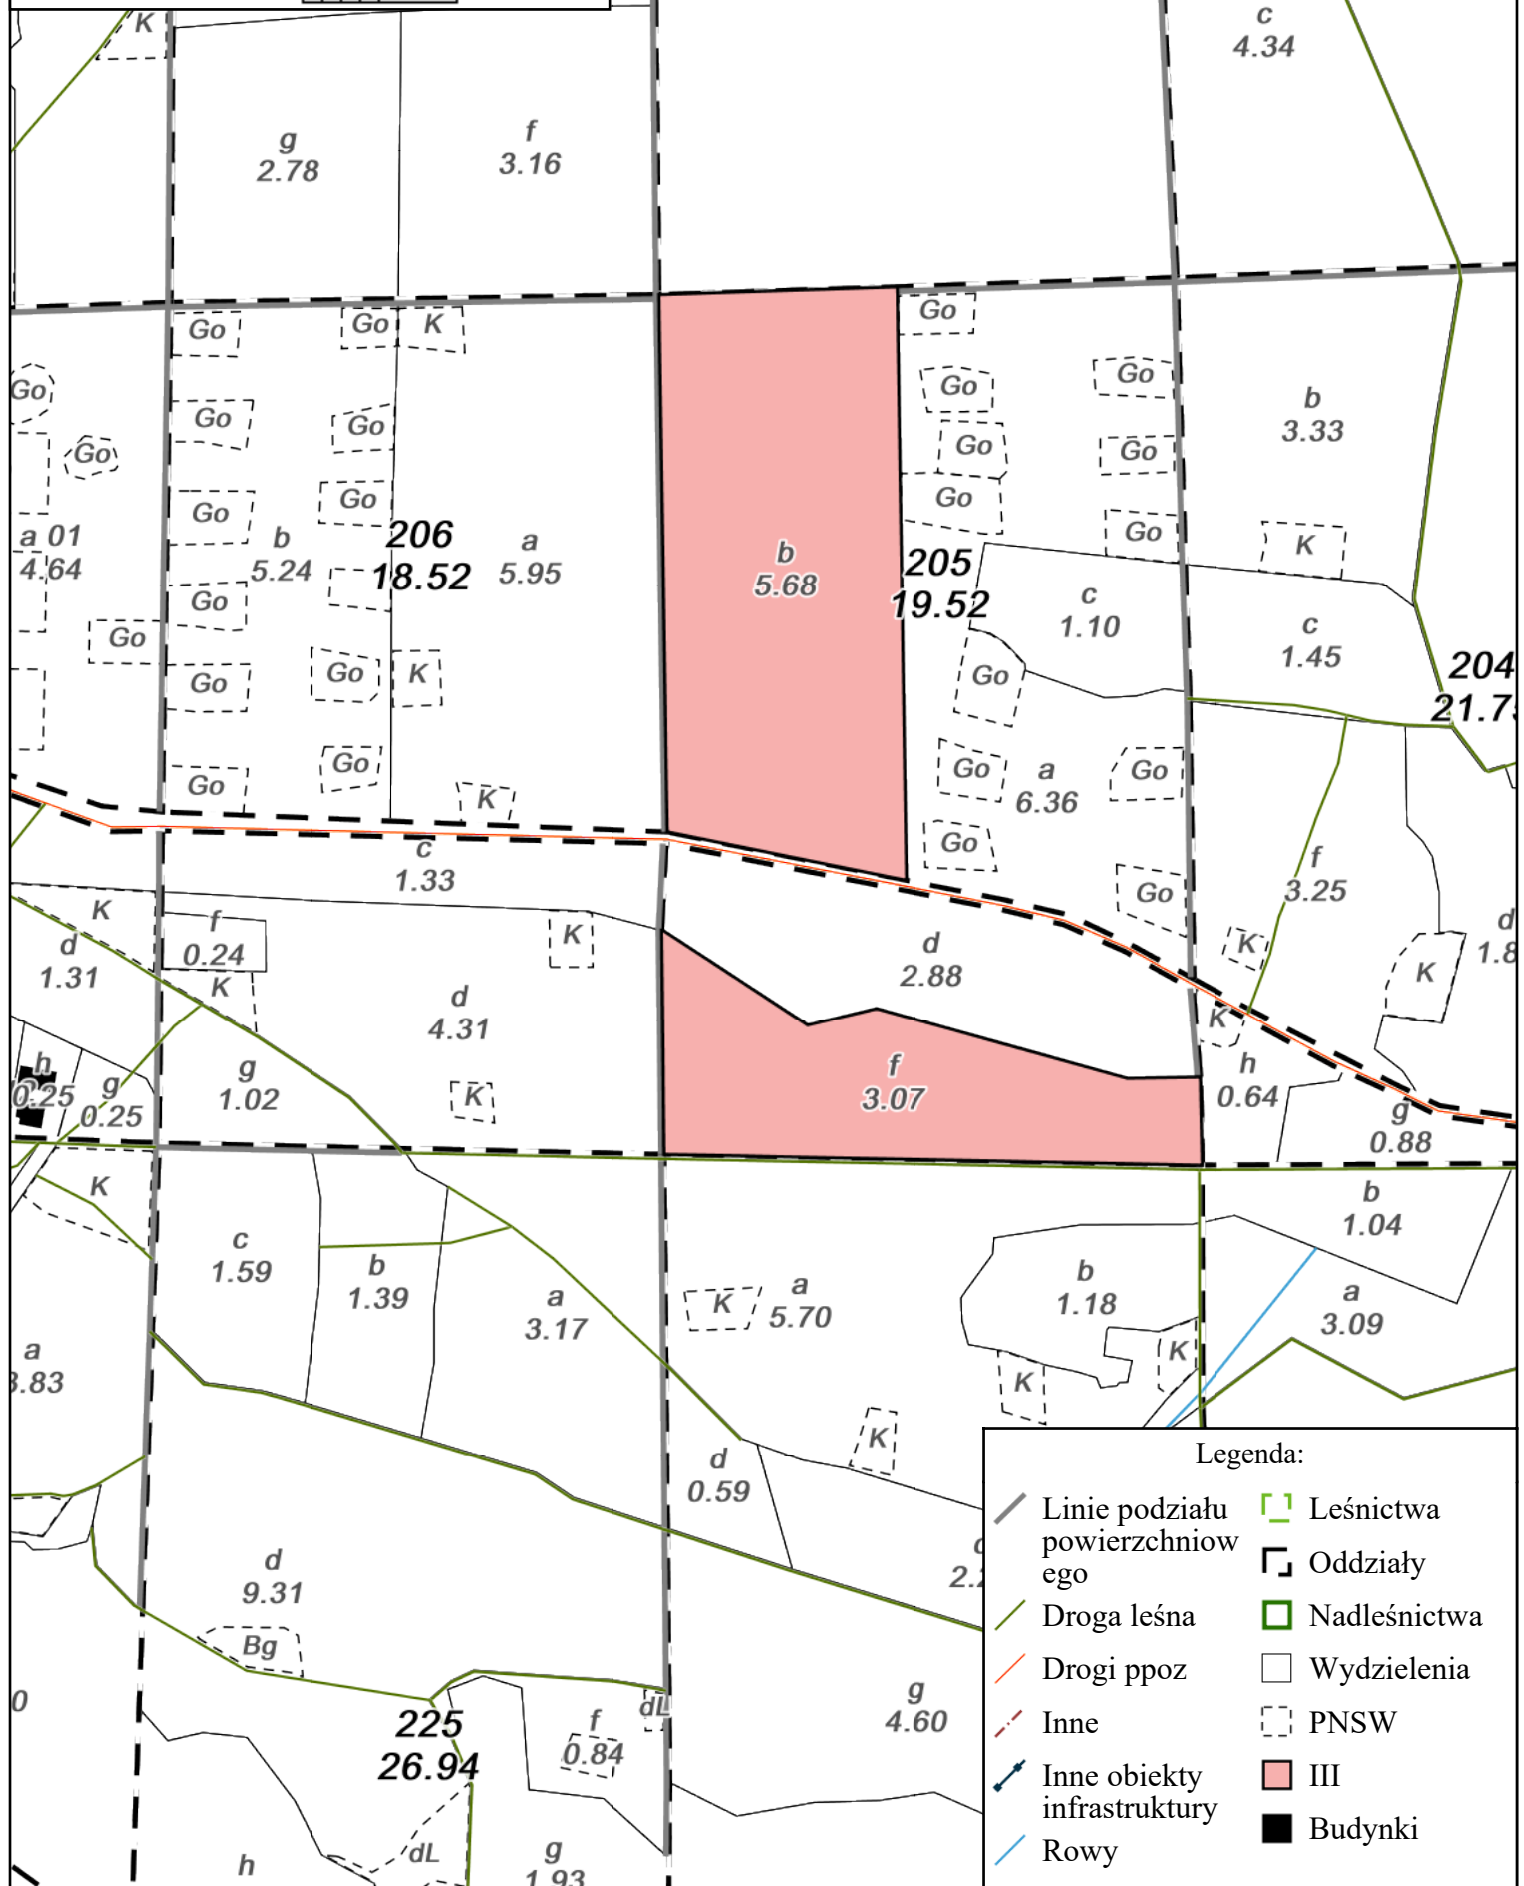 K
c
4.34
g
2.78
f
3.16
Go
Go
K
Go
Go
Go
Go
Go
b
3.33
Go
Go
Go
Go
Go
Go
Go
Go
Go
a 01
4.64
b
5.24
206
18.52
a
5.95
b
5.68
205
19.52
Go
K
c
1.10
c
1.45
Go
Go
Go
Go
K
Go
204
Go
Go
Go
K
Go
a
6.36
Go
Go
c
1.33
f
3.25
Go
K
d
1.31
f
0.24
K
K
d
4.31
K
d
2.88
K
K
d
K
h
0.25
g
0.25
g
1.02
K
f
3.07
h
0.64
g
0.88
K
c
1.59
b
1.39
a
3.17
K
a
5.70
b
1.18
b
1.04
a
3.09
a
K
K
K
d
0.59
d
9.31
Bg
225
26.94
f
0.84
dL
g
4.60
h
dL
g
1.93
Legenda:
Linie podziału
powierzchniow
ego
Droga leśna
Drogi ppoz
Inne
Inne obiekty
infrastruktury
Rowy
Leśnictwa
Oddziały
Nadleśnictwa
Wydzielenia
PNSW
III
Budynki